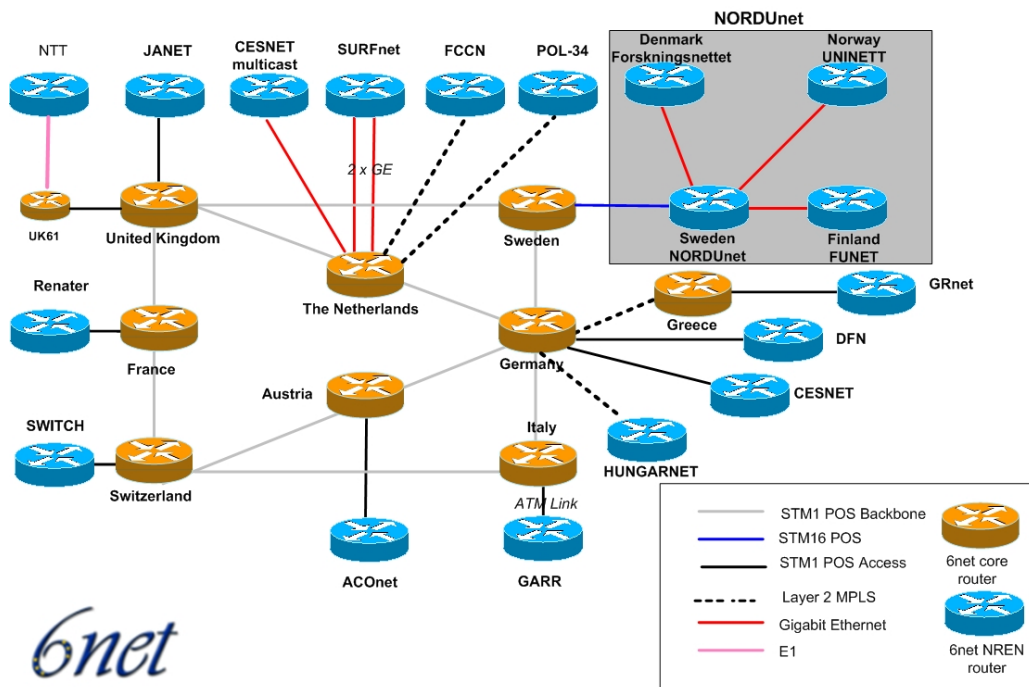 NORDUnet
NTT
JANET
CESNET
multicast
SURFnet
FCCN
POL-34
Denmark
Forskningsnettet
Norway
UNINETT
2 x GE
UK61
United Kingdom
Sweden
Sweden
NORDUnet
Finland
FUNET
Renater
The Netherlands
Greece
GRnet
France
Germany
DFN
Austria
CESNET
SWITCH
Italy
HUNGARNET
Switzerland
ATM Link
ACOnet
GARR
STM1 POS Backbone
STM16 POS
STM1 POS Access
Layer 2 MPLS
Gigabit Ethernet
E1
6net core
router
6net NREN
router
6net